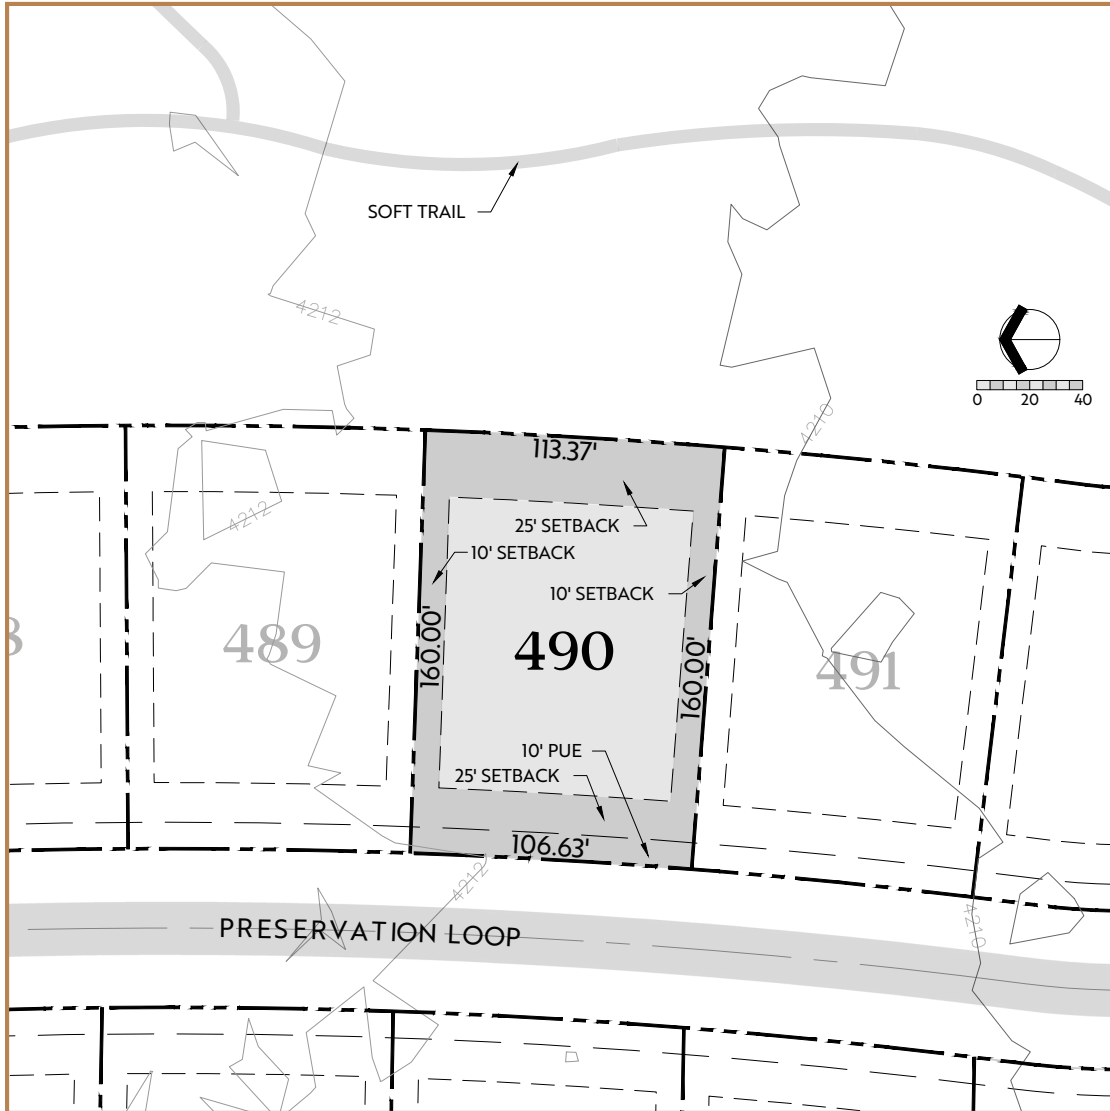 SOFT TRAIL
4212
0 20 40
4210
113.37'
4212
25' SETBACK
10' SETBACK
10' SETBACK
160.00'
489
490
160.00'
491
10' PUE
25' SETBACK
106.63'
4212
4210
PRESERVATION LOOP